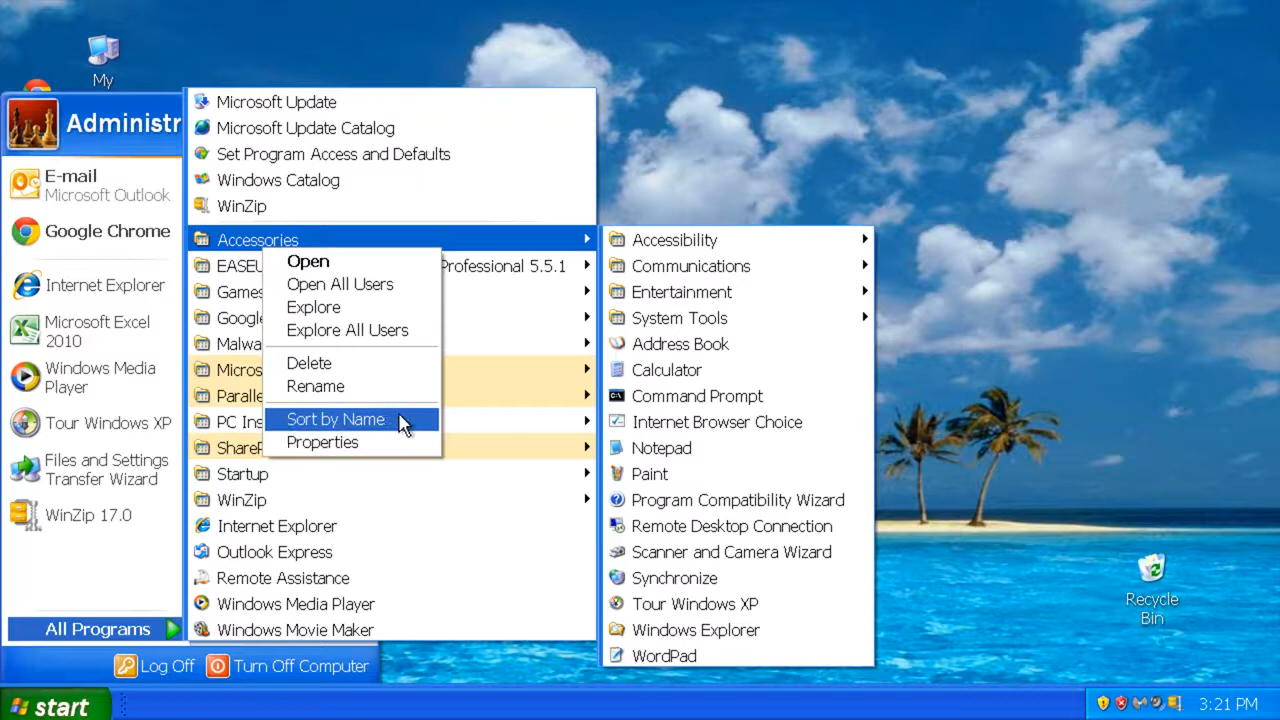 My
Administr
E-mail
Microsoft Outlook
Google Chrome
Internet Explorer
Microsoft Excel
2010
Windows Media
Player
Tour Windows XP
Files and Settings
Transfer Wizard
WinZip 17.0
All Programs
Log Off
Turn Off Computer
start
Microsoft Update
Microsoft Update Catalog
Set Program Access and Defaults
Windows Catalog
WinZip
Accessories
EASEU Professional 5.5.1
Games
Googl
Malwa
Micros
Paralle
PC Ins
ShareP
Startup
WinZip
Internet Explorer
Outlook Express
Remote Assistance
Windows Media Player
Windows Movie Maker
Open
Open All Users
Explore
Explore All Users
Delete
Rename
Sort by Name
Properties
Accessibility
Communications
Entertainment
System Tools
Address Book
Calculator
Command Prompt
Internet Browser Choice
Notepad
Paint
Program Compatibility Wizard
Remote Desktop Connection
Scanner and Camera Wizard
Synchronize
Tour Windows XP
Windows Explorer
WordPad
Recycle
Bin
3:21 PM